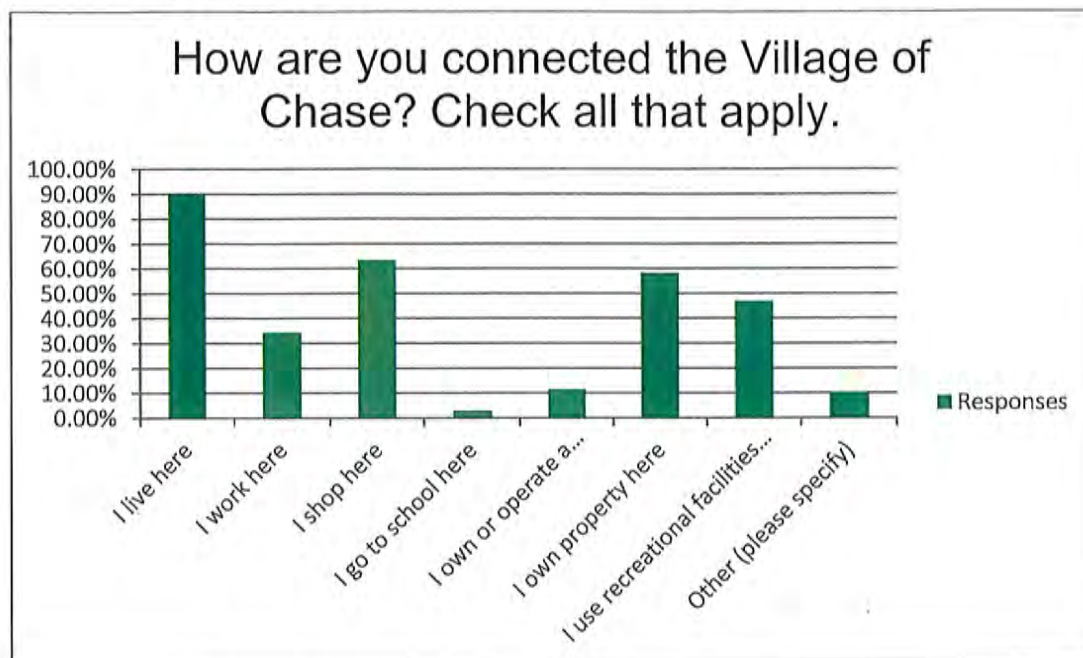 How are you connected the Village of
Chase? Check all that apply.
100.00%
90.00%
80.00%
70.00%
60.00%
50.00%
40.00%
30.00%
20.00%
10.00%
0.00%
I live here
I work here
I shop here
I go to school here
I own or operate a...
I own property here
I use recreational facilities...
Other (please specify)
Responses